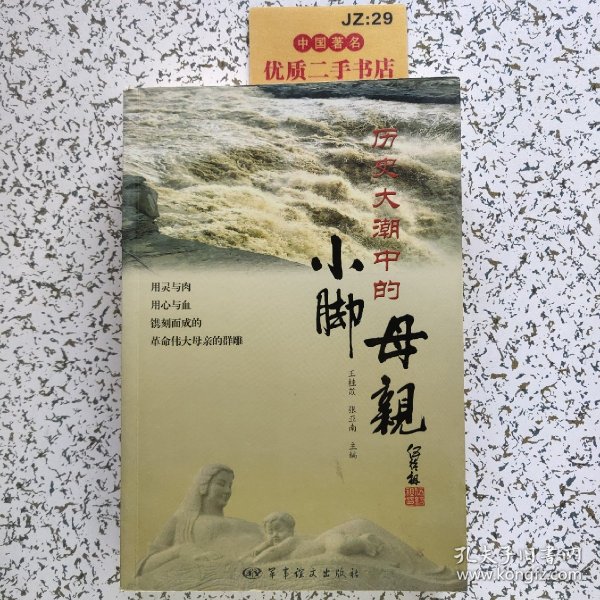 JZ:29
中国著名
优质二手书店
历史大潮中的
小脚
母親
用灵与肉
用心与血
镌刻而成的
革命伟大母亲的群雕
王桂苡 张亚南 主编
军事谊文出版社
孔夫子旧书网
www.kongfz.com